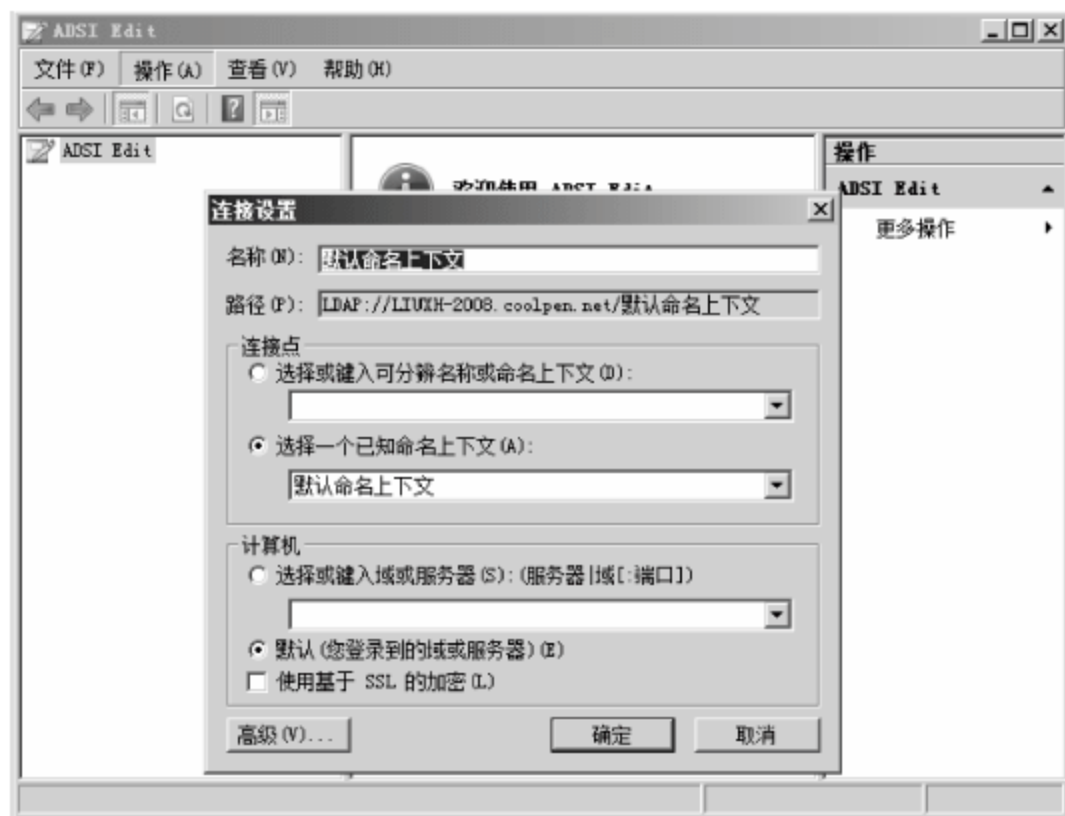 ADSI Edit
文件(F) 操作(A) 查看(V) 帮助(H)
ADSI Edit
操作
欢迎使用 ADSI Edit
ADSI Edit
更多操作
连接设置
名称(N): 默认命名上下文
路径(P): LDAP://LIUXH-2008.coolpen.net/默认命名上下文
连接点
选择或键入可分辨名称或命名上下文(D):
选择一个已知命名上下文(A):
默认命名上下文
计算机
选择或键入域或服务器(S):(服务器|域[:端口])
默认(您登录到的域或服务器)(E)
使用基于 SSL 的加密(L)
高级(V)... 确定 取消